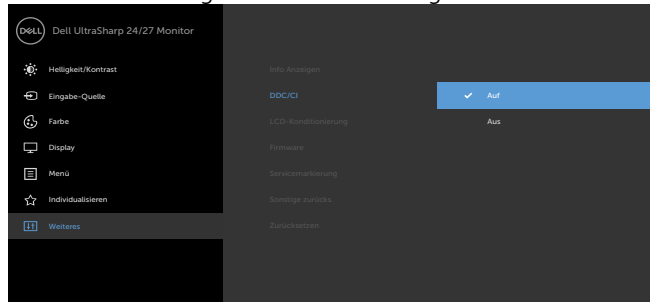 DELL Dell UltraSharp 24/27 Monitor
Helligkeit/Kontrast
Info Anzeigen
Eingabe-Quelle
DDC/CI
Auf
Farbe
LCD-Konditionierung
Aus
Display
Firmware
Menü
Servicemarkierung
Individualisieren
Sonstige zurücks.
Weiteres
Zurücksetzen